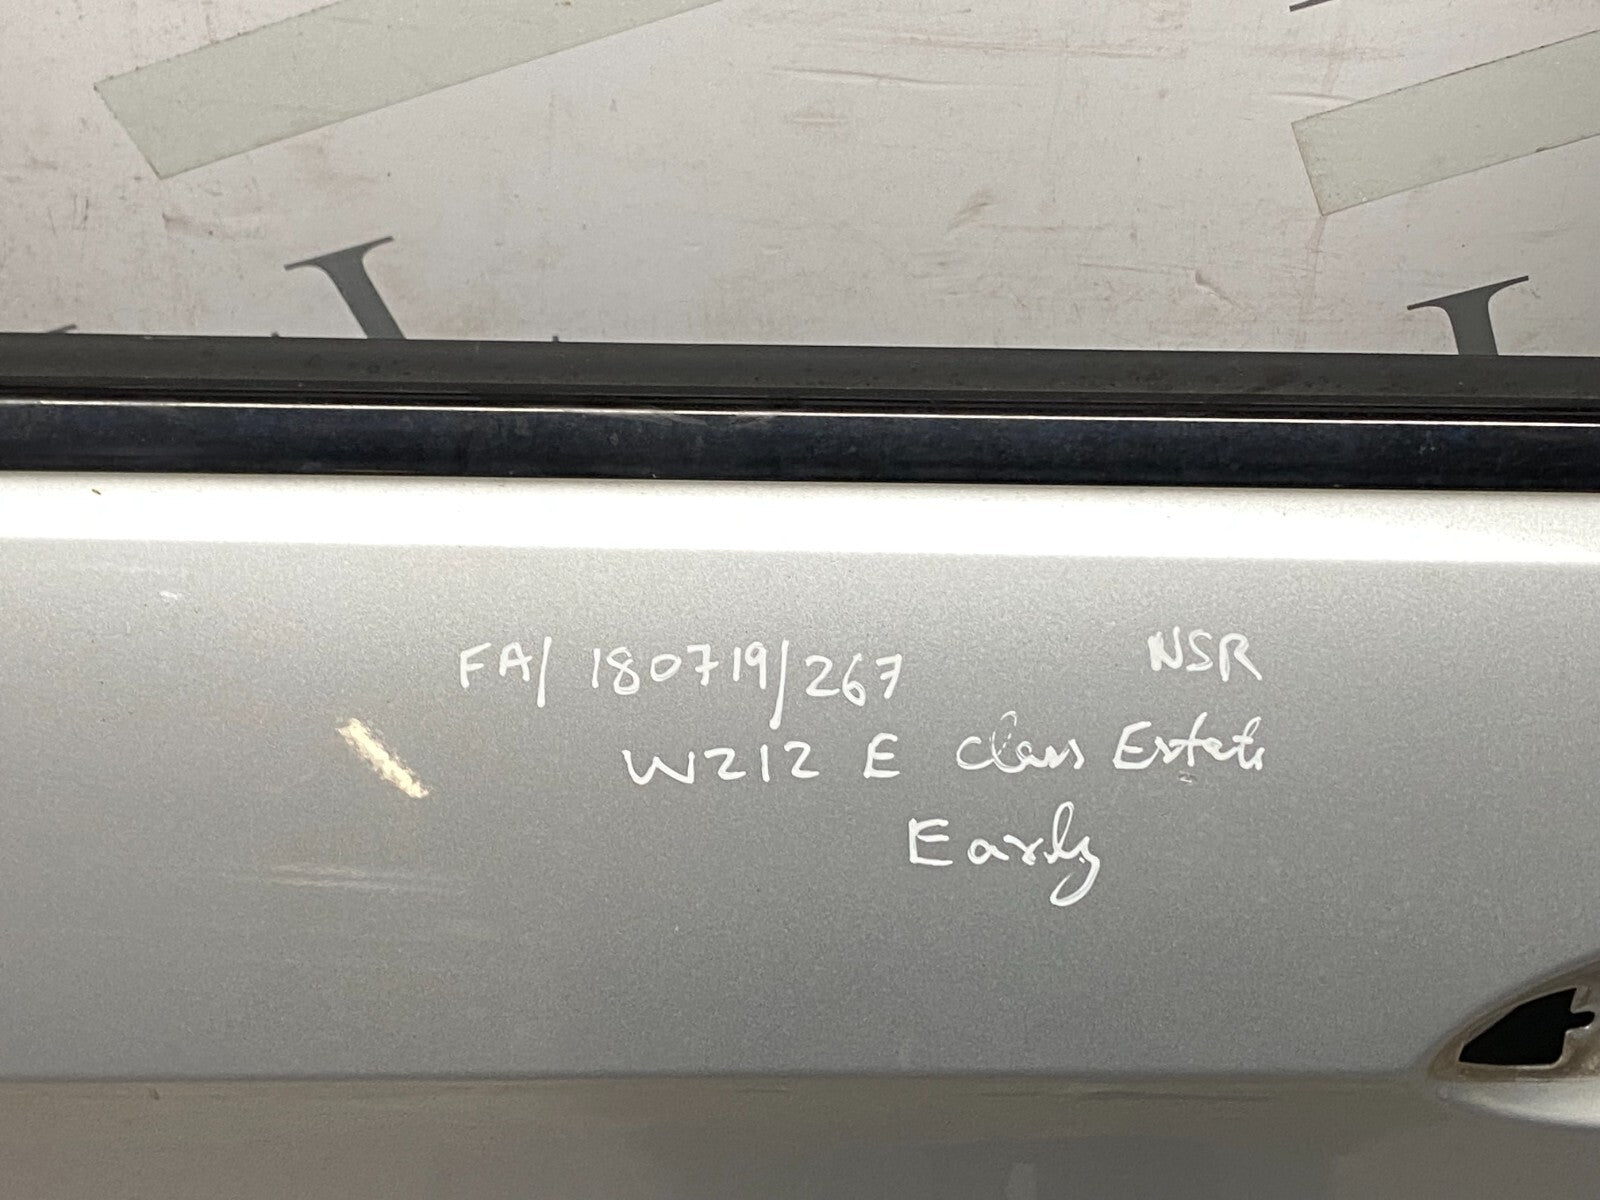 FA/180719/267 NSR
W212 E class Estate
Early